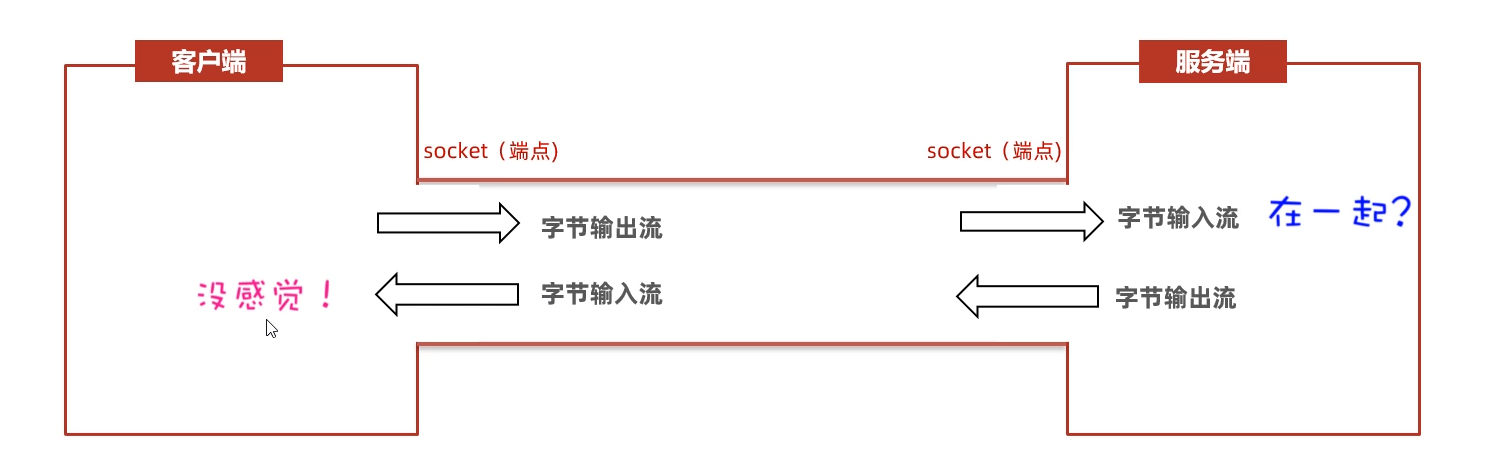 客户端
服务端
socket（端点)
socket（端点)
字节输出流
字节输入流
在一起?
没感觉！
字节输入流
字节输出流